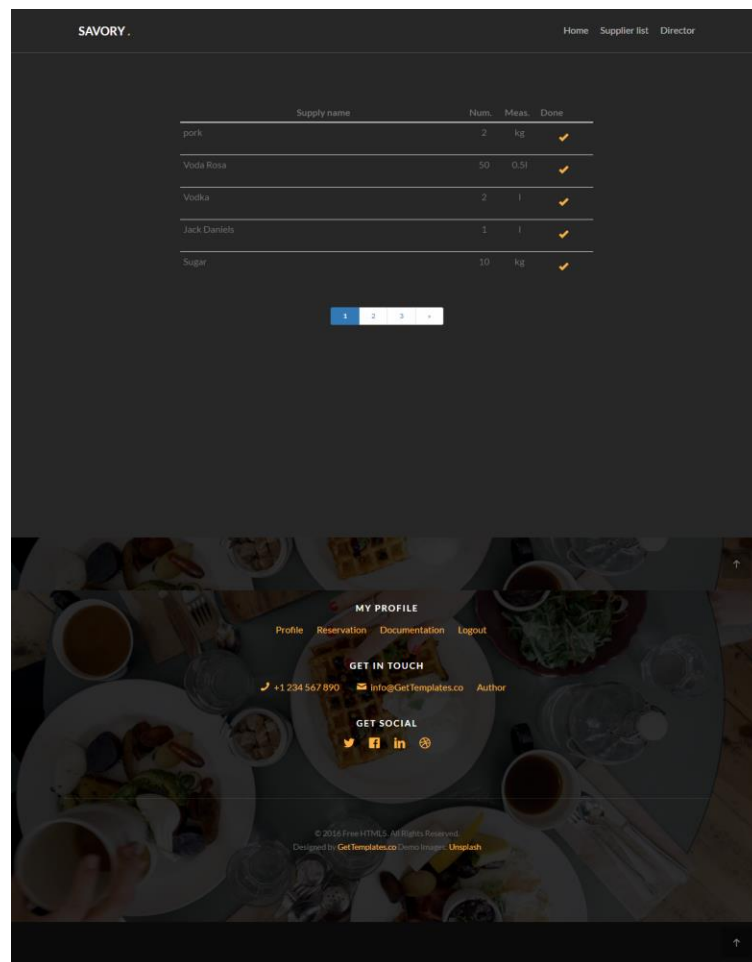 SAVORY.
Home Supplier list Director
Supply name Num. Meas. Done
pork 2 kg
Voda Rosa 50 0.5l
Vodka 2 l
Jack Daniels 1 l
Sugar 10 kg
1 2 3 »
MY PROFILE
Profile Reservation Documentation Logout
GET IN TOUCH
+1 234 567 890 Info@GetTemplates.co Author
GET SOCIAL
© 2016 Free HTML5. All Rights Reserved.
Designed by GetTemplates.co Demo Images: Unsplash